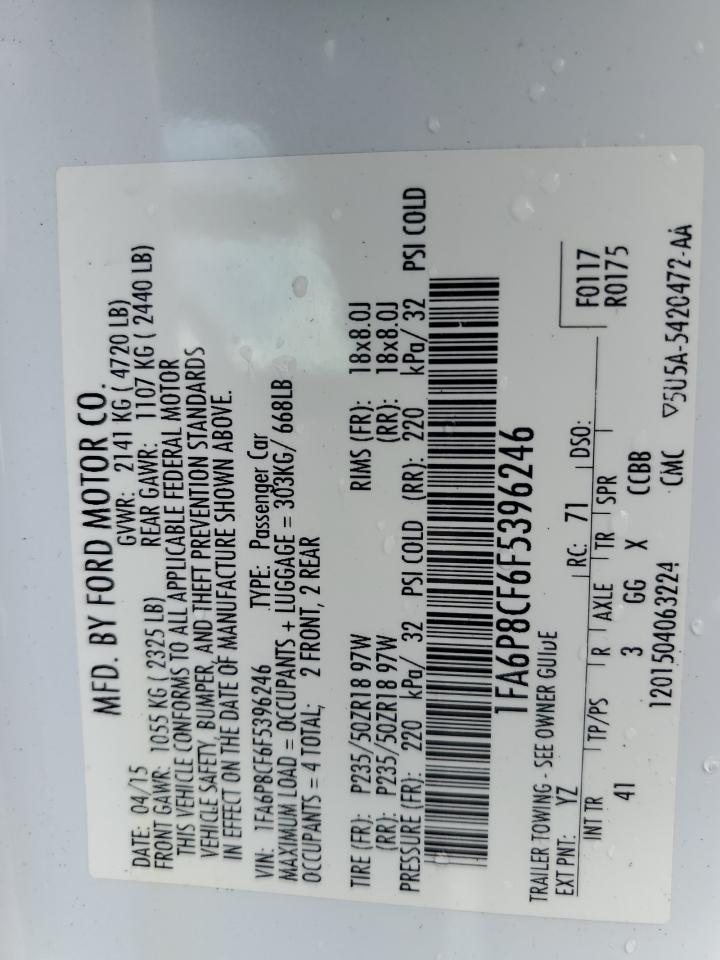 MFD. BY FORD MOTOR CO.
DATE: 04/15 GVWR: 2141 KG ( 4720 LB)
FRONT GAWR: 1055 KG ( 2325 LB) REAR GAWR: 1107 KG ( 2440 LB)
THIS VEHICLE CONFORMS TO ALL APPLICABLE FEDERAL MOTOR
VEHICLE SAFETY, BUMPER, AND THEFT PREVENTION STANDARDS
IN EFFECT ON THE DATE OF MANUFACTURE SHOWN ABOVE.
VIN: 1FA6P8CF6F5396246 TYPE: Passenger Car
MAXIMUM LOAD = OCCUPANTS + LUGGAGE = 303KG/ 668LB
OCCUPANTS = 4 TOTAL; 2 FRONT, 2 REAR
TIRE (FR): P235/50ZR18 97W RIMS (FR): 18x8.0J
(RR): P235/50ZR18 97W (RR): 18x8.0J
PRESSURE (FR): 220 kPa/ 32 PSI COLD (RR): 220 kPa/ 32 PSI COLD
1FA6P8CF6F5396246
TRAILER TOWING - SEE OWNER GUIDE
EXT PNT: YZ RC: 71 DSO: F0117
INT TR TP/PS R AXLE TR SPR R0175
41 3 GG X CCBB
1201504063224 CMC ▽5U5A-5420472-AA